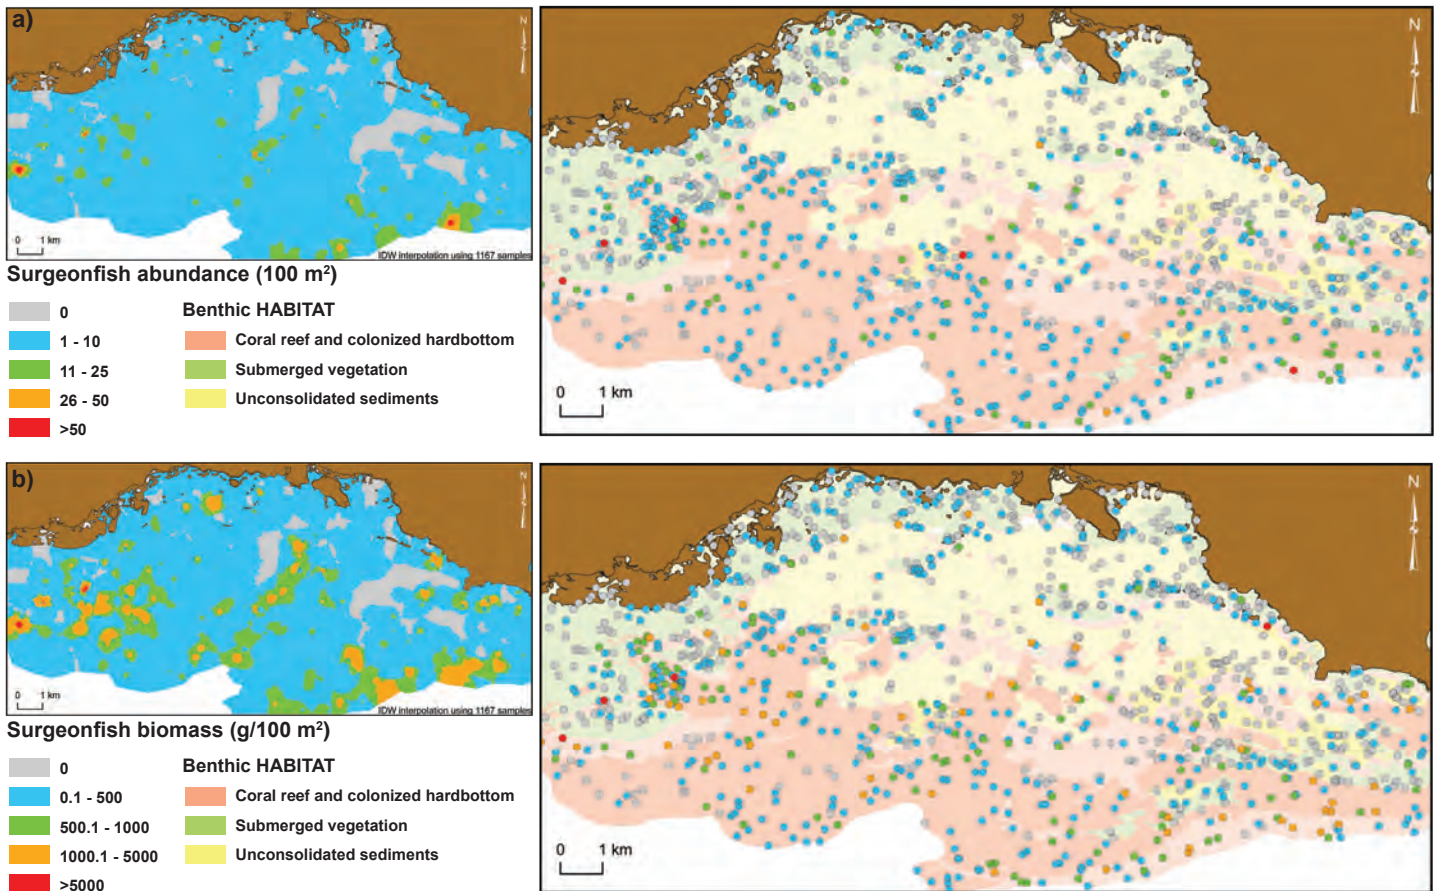 a)
N
0 1 km
IDW interpolation using 1167 samples
N
0 1 km
Surgeonfish abundance (100 m²)
0
1 - 10
11 - 25
26 - 50
>50
Benthic HABITAT
Coral reef and colonized hardbottom
Submerged vegetation
Unconsolidated sediments
b)
N
0 1 km
IDW interpolation using 1167 samples
N
0 1 km
Surgeonfish biomass (g/100 m²)
0
0.1 - 500
500.1 - 1000
1000.1 - 5000
>5000
Benthic HABITAT
Coral reef and colonized hardbottom
Submerged vegetation
Unconsolidated sediments